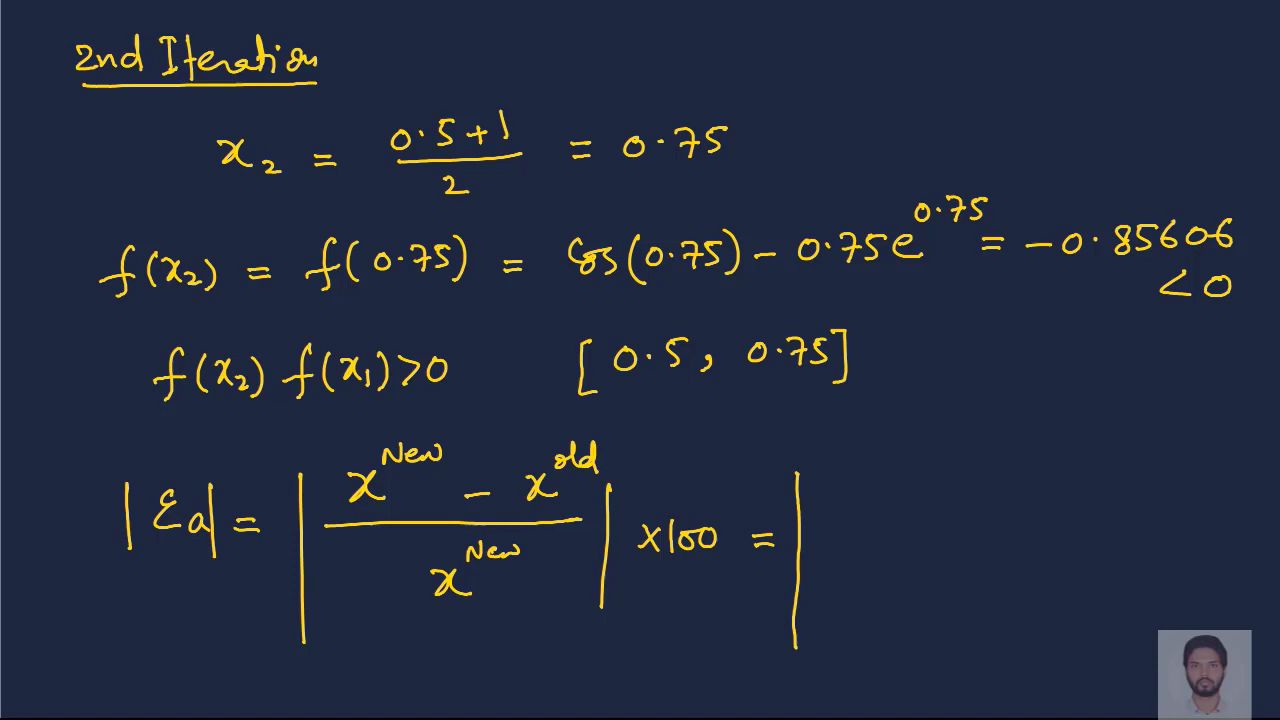 2nd Iteration
x₂ = (0.5+1)/2 = 0.75
f(x₂) = f(0.75) = Cos(0.75) - 0.75e^0.75 = -0.85606
<0
f(x₂) f(x₁)>0 [0.5, 0.75]
|Ea| = |(x^New - x^old)/x^New| ×100 = |